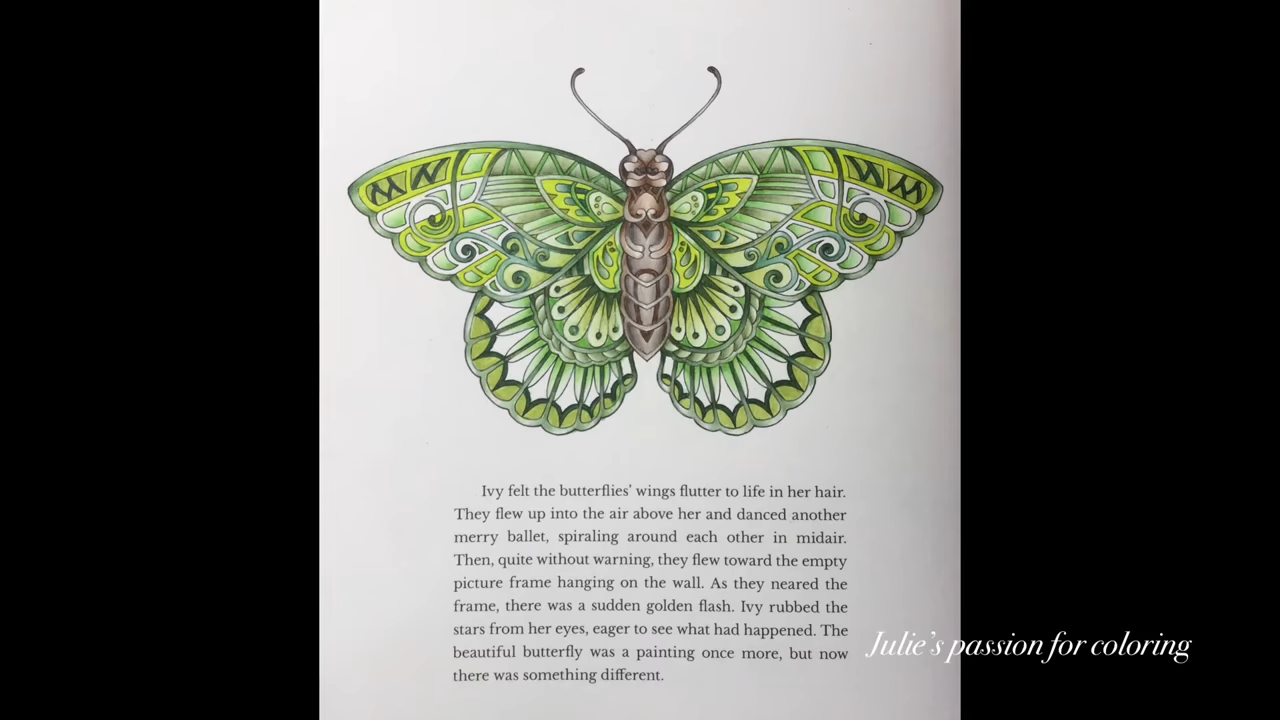 Ivy felt the butterflies’ wings flutter to life in her hair.
They flew up into the air above her and danced another
merry ballet, spiraling around each other in midair.
Then, quite without warning, they flew toward the empty
picture frame hanging on the wall. As they neared the
frame, there was a sudden golden flash. Ivy rubbed the
stars from her eyes, eager to see what had happened. The
beautiful butterfly was a painting once more, but now
there was something different.
Julie's passion for coloring